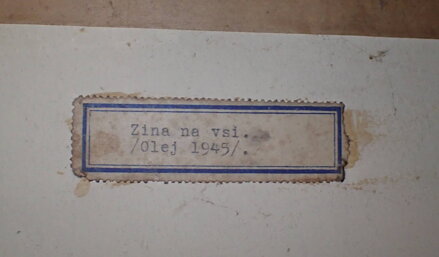 Zina na vsi.
/Olej 1945/.